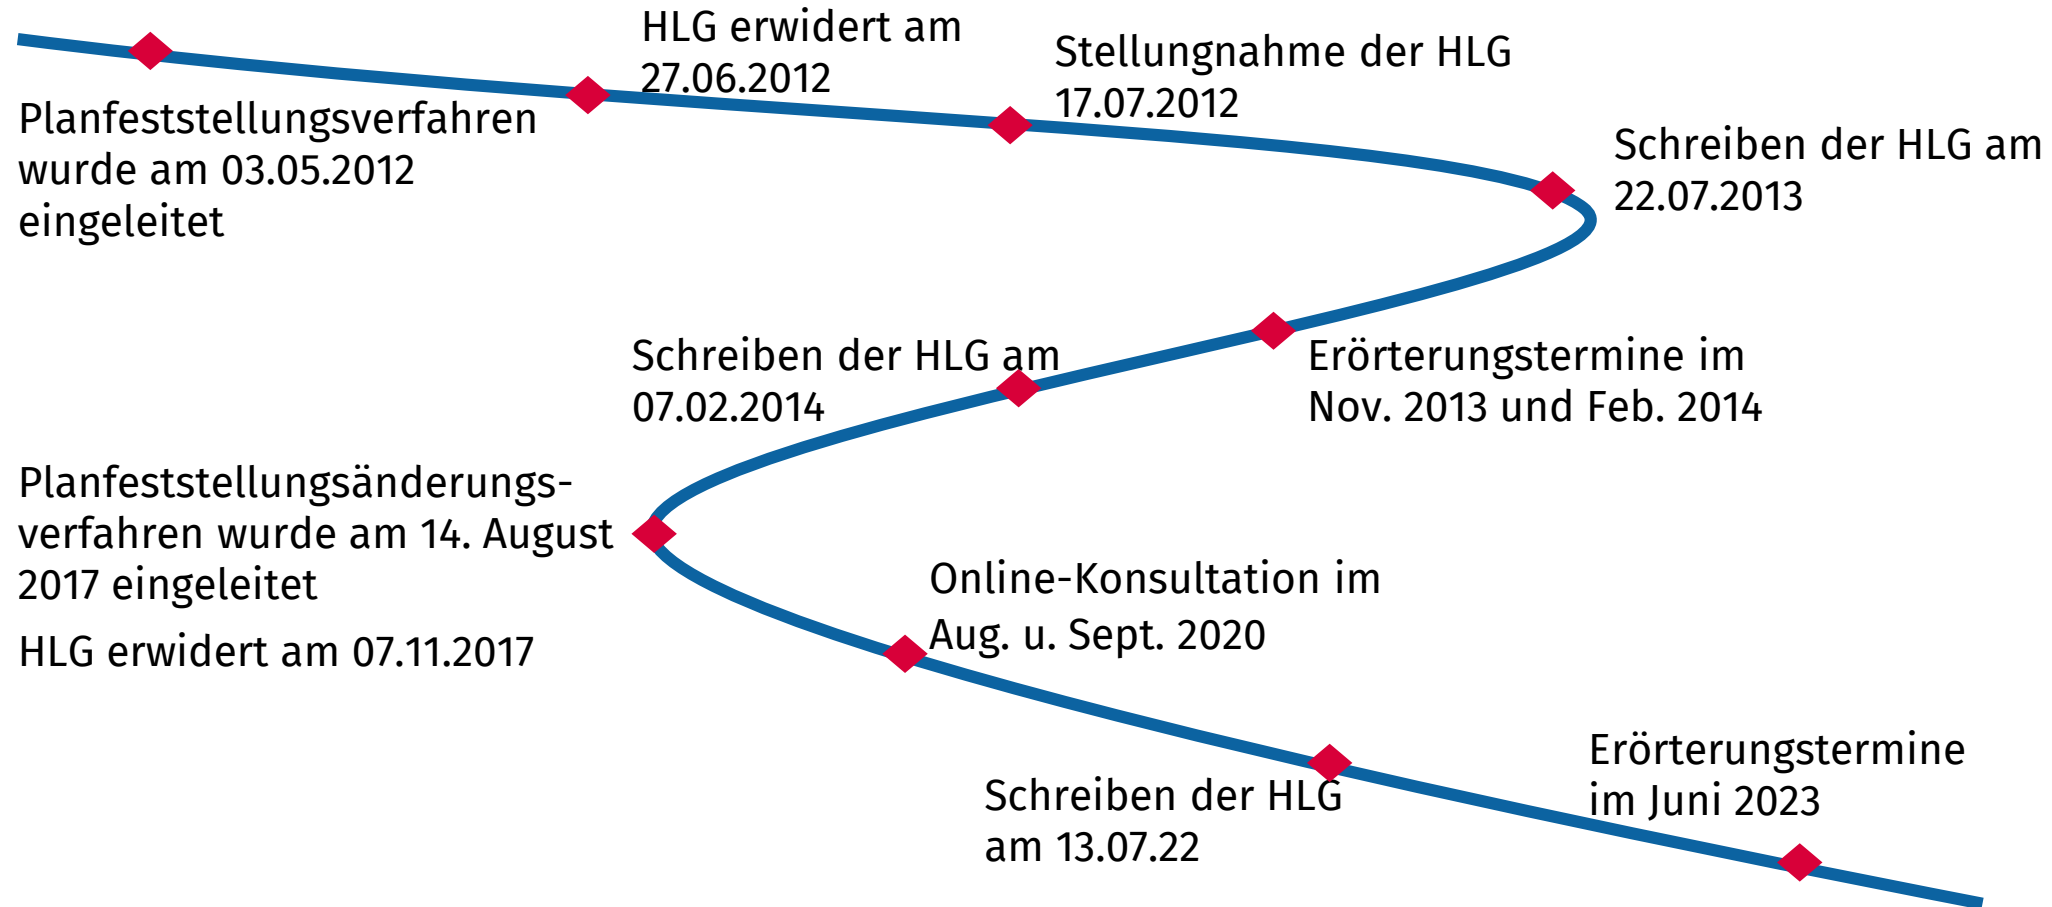 Planfeststellungsverfahren
wurde am 03.05.2012
eingeleitet
HLG erwidert am
27.06.2012
Stellungnahme der HLG
17.07.2012
Schreiben der HLG am
22.07.2013
Erörterungstermine im
Nov. 2013 und Feb. 2014
Schreiben der HLG am
07.02.2014
Planfeststellungsänderungs-
verfahren wurde am 14. August
2017 eingeleitet
HLG erwidert am 07.11.2017
Online-Konsultation im
Aug. u. Sept. 2020
Schreiben der HLG
am 13.07.22
Erörterungstermine
im Juni 2023